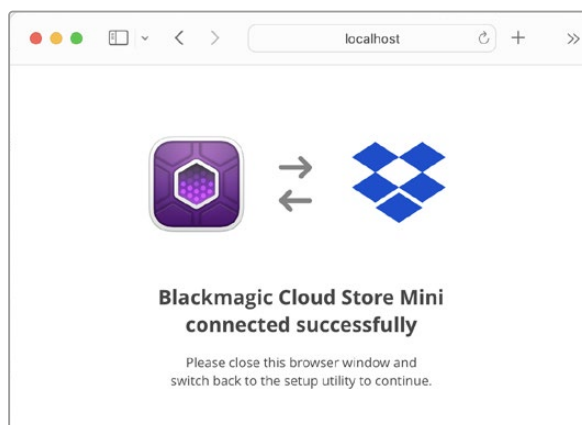 localhost
Blackmagic Cloud Store Mini
connected successfully
Please close this browser window and
switch back to the setup utility to continue.